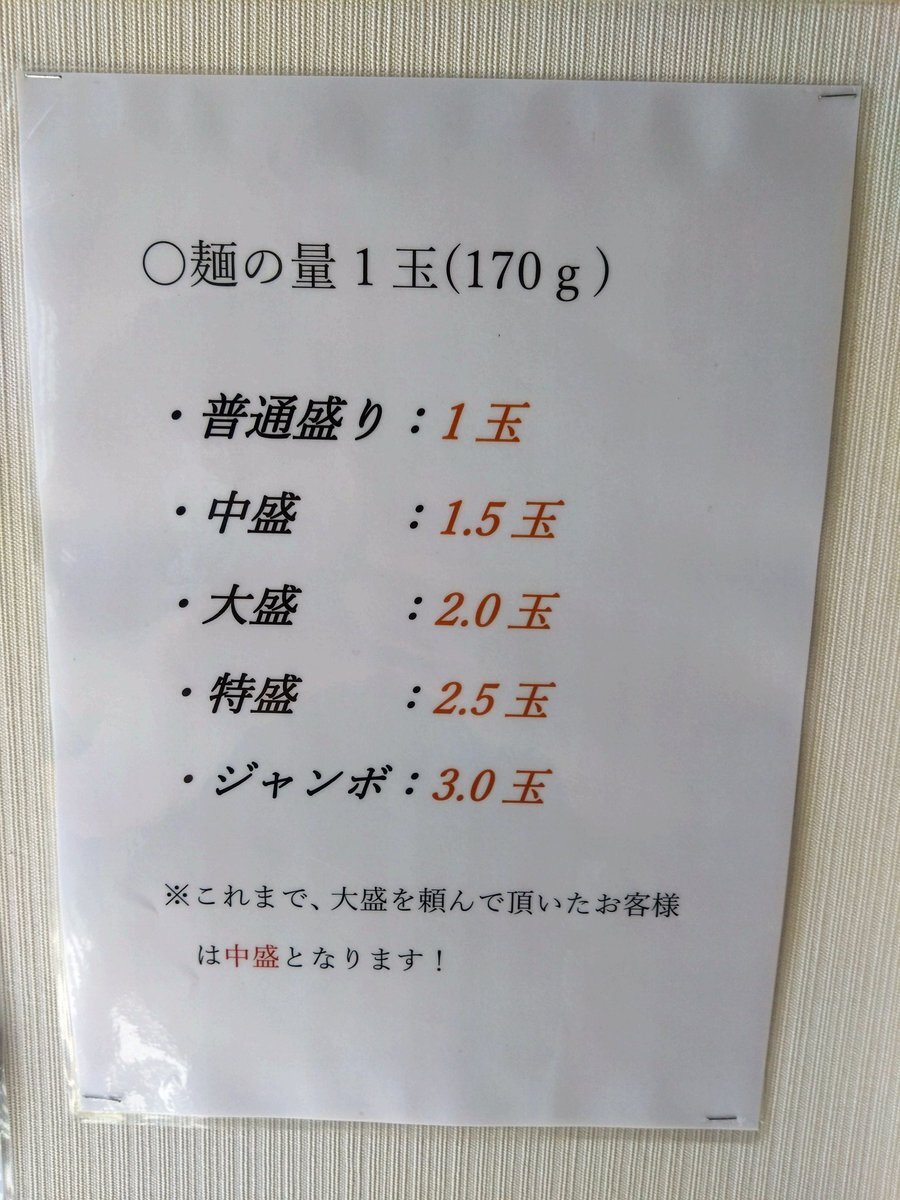 〇麺の量1玉(170g)
・普通盛り：1玉
・中盛　　：1.5玉
・大盛　　：2.0玉
・特盛　　：2.5玉
・ジャンボ：3.0玉
※これまで、大盛を頼んで頂いたお客様
は中盛となります！